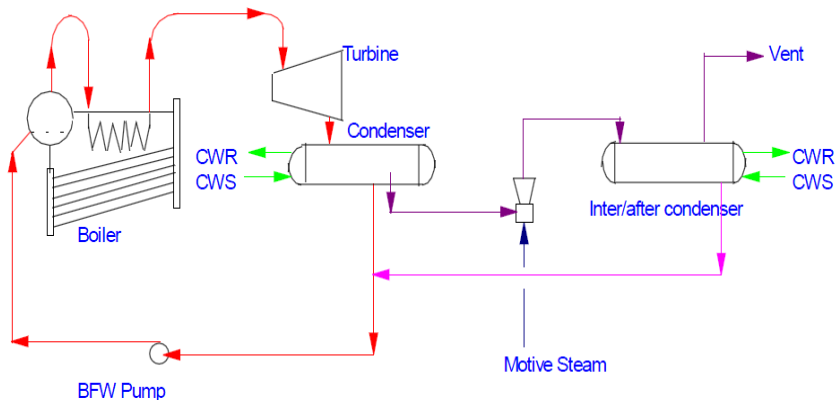 Turbine
Vent
Condenser
CWR
CWS
CWR
CWS
Inter/after condenser
Boiler
Motive Steam
BFW Pump